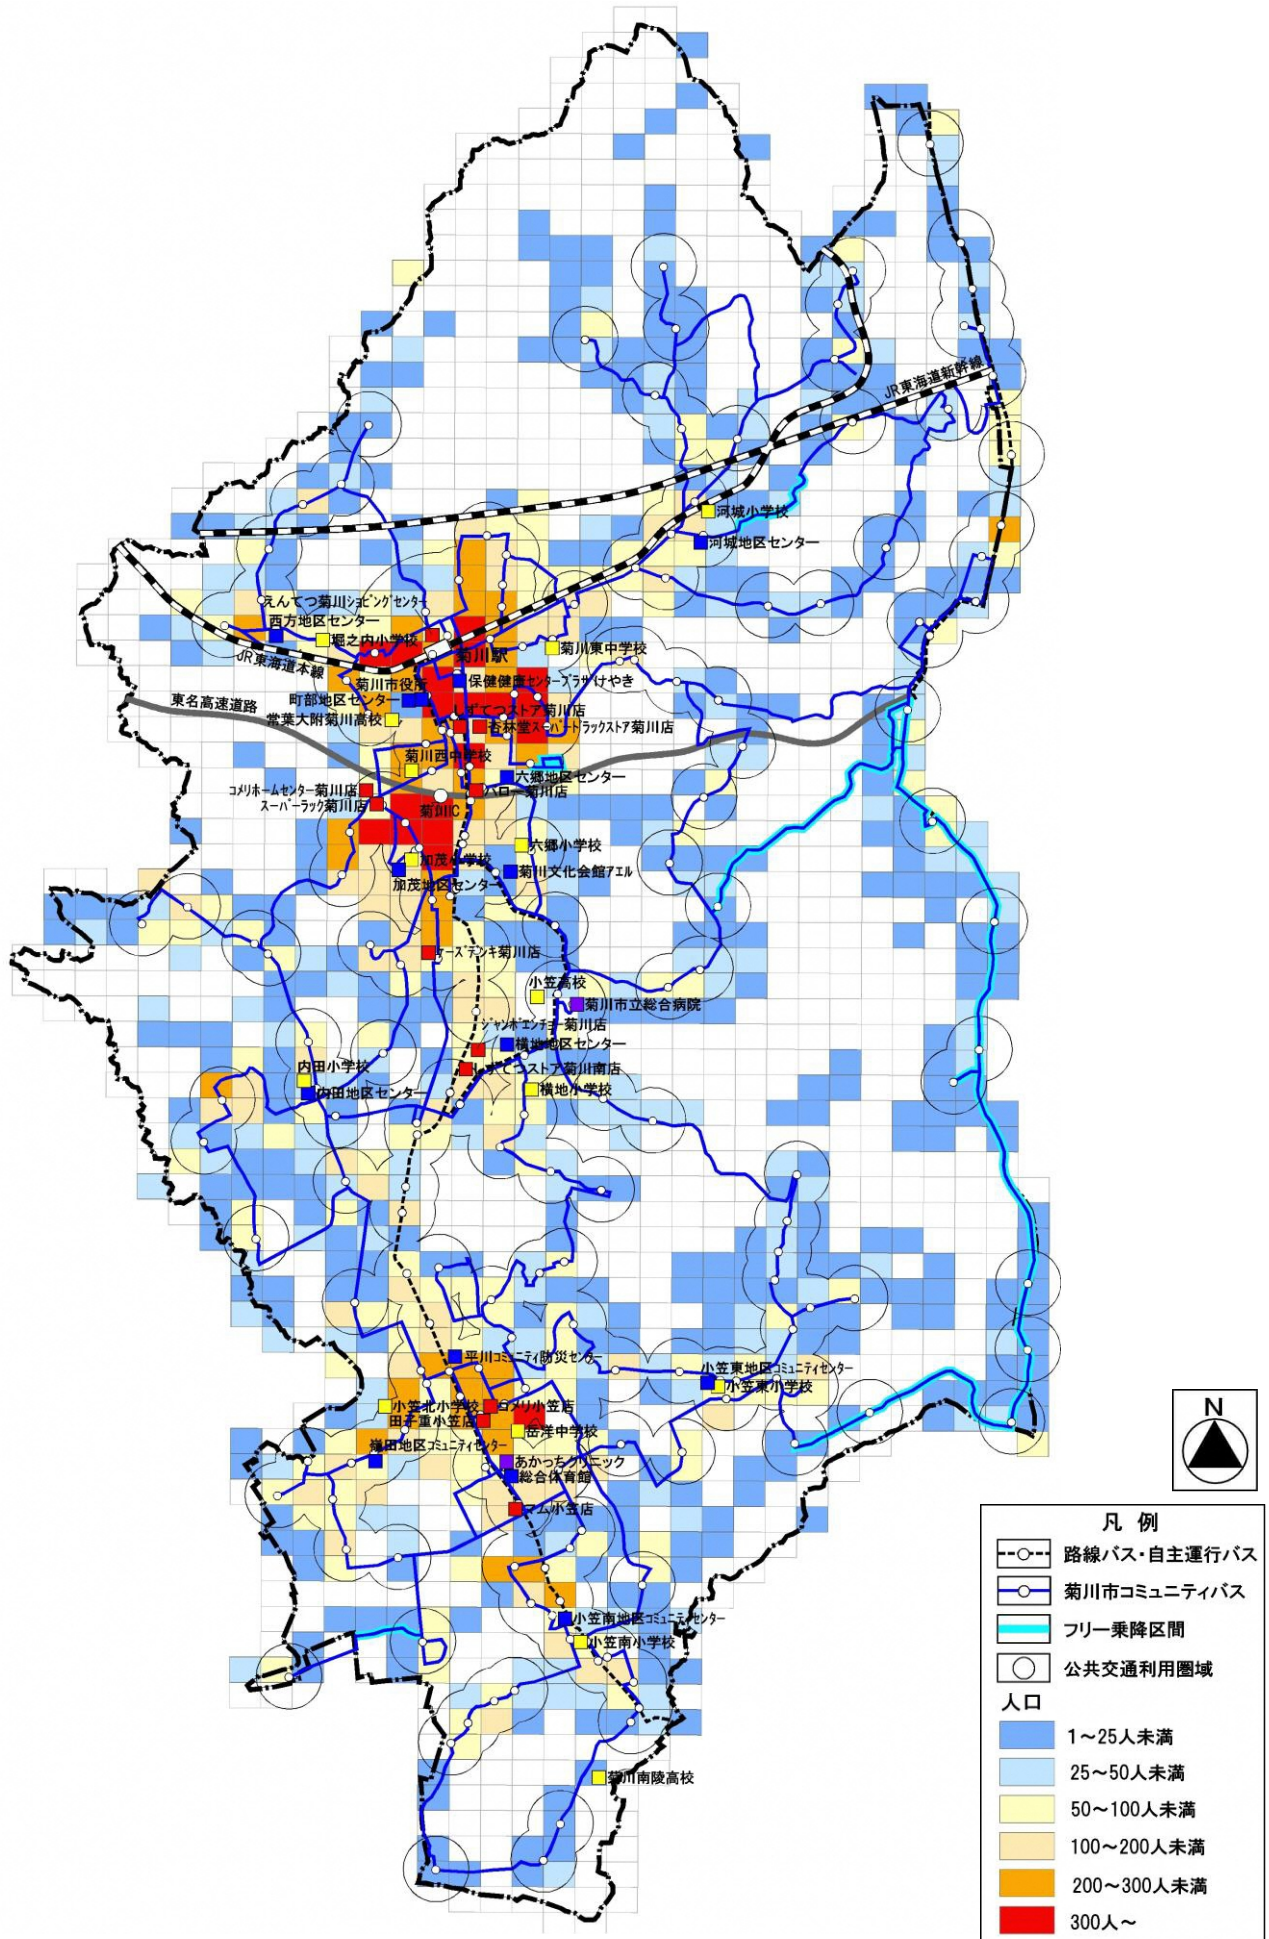 JR東海道新幹線
河城小学校
河城地区センター
えんてつ菊川ショッピングセンター
西方地区センター
堀之内小学校
菊川東中学校
JR東海道本線
菊川駅
菊川市役所
保健健康センタープラザけやき
東名高速道路
町部地区センター
しずてつストア菊川店
常葉大附菊川高校
杏林堂スーパードラックストア菊川店
菊川西中学校
六郷地区センター
コメリホームセンター菊川店
ハロー菊川店
スーパーラック菊川店
菊川IC
六郷小学校
加茂小学校
菊川文化会館アエル
加茂地区センター
ケーズデンキ菊川店
小笠高校
菊川市立総合病院
ジャンボエンチョー菊川店
横地地区センター
内田小学校
しずてつストア菊川南店
内田地区センター
横地小学校
平川コミュニティ防災センター
小笠東地区コミュニティセンター
小笠東小学校
小笠北小学校
コメリ小笠店
田子重小笠店
岳洋中学校
嶺田地区コミュニティセンター
あかっちクリニック
総合体育館
マム小笠店
小笠南地区コミュニティセンター
小笠南小学校
菊川南陵高校
N
凡 例
路線バス・自主運行バス
菊川市コミュニティバス
フリー乗降区間
公共交通利用圏域
人口
1～25人未満
25～50人未満
50～100人未満
100～200人未満
200～300人未満
300人～